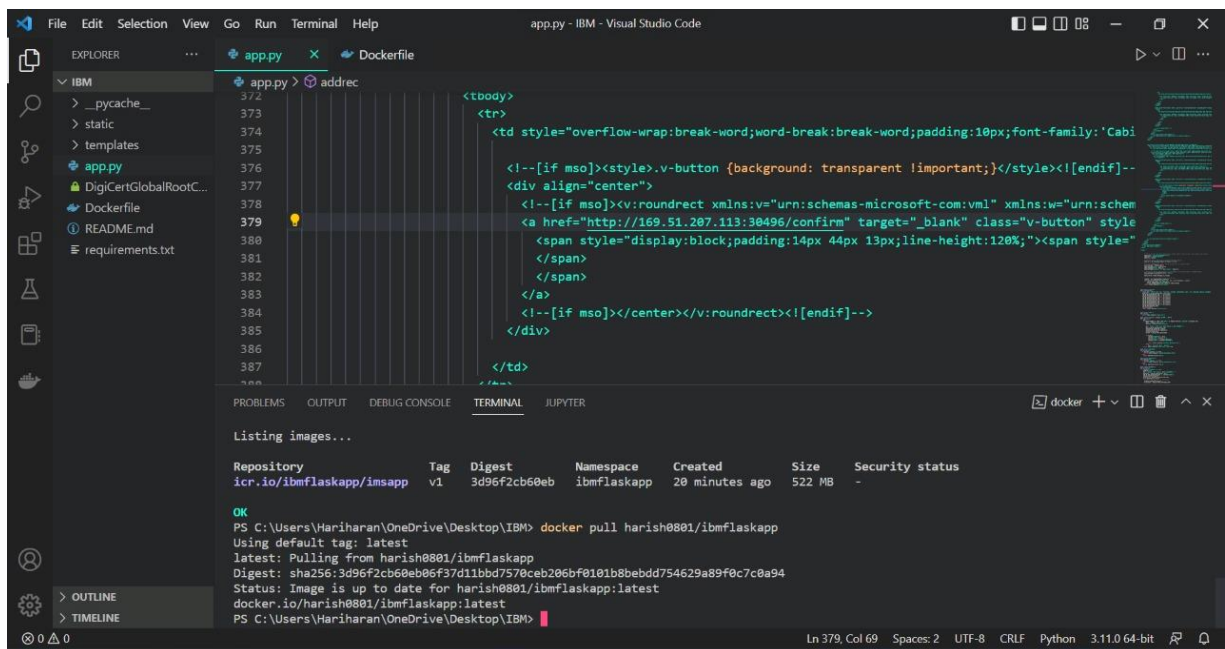 File Edit Selection View Go Run Terminal Help app.py - IBM - Visual Studio Code
EXPLORER ... app.py × Dockerfile
IBM
app.py > addrec
__pycache__
static
templates
app.py
DigiCertGlobalRootC...
Dockerfile
README.md
requirements.txt
372 <tbody>
373 <tr>
374 <td style="overflow-wrap:break-word;word-break:break-word;padding:10px;font-family:'Cabi
375
376 <!--[if mso]><style>.v-button {background: transparent !important;}</style><![endif]--
377 <div align="center">
378 <!--[if mso]><v:roundrect xmlns:v="urn:schemas-microsoft-com:vml" xmlns:w="urn:schem
379 <a href="http://169.51.207.113:30496/confirm" target="_blank" class="v-button" style
380 <span style="display:block;padding:14px 44px 13px;line-height:120%;"><span style="
381 </span>
382 </span>
383 </a>
384 <!--[if mso]></center></v:roundrect><![endif]-->
385 </div>
386
387 </td>
PROBLEMS OUTPUT DEBUG CONSOLE TERMINAL JUPYTER docker
Listing images...
Repository Tag Digest Namespace Created Size Security status
icr.io/ibmflaskapp/imsapp v1 3d96f2cb60eb ibmflaskapp 20 minutes ago 522 MB -
OK
PS C:\Users\Hariharan\OneDrive\Desktop\IBM> docker pull harish0801/ibmflaskapp
Using default tag: latest
latest: Pulling from harish0801/ibmflaskapp
Digest: sha256:3d96f2cb60eb06f37d11bbd7570ceb206bf0101b8bebdd754629a89f0c7c0a94
Status: Image is up to date for harish0801/ibmflaskapp:latest
docker.io/harish0801/ibmflaskapp:latest
PS C:\Users\Hariharan\OneDrive\Desktop\IBM>
OUTLINE
TIMELINE
0 0 Ln 379, Col 69 Spaces: 2 UTF-8 CRLF Python 3.11.0 64-bit